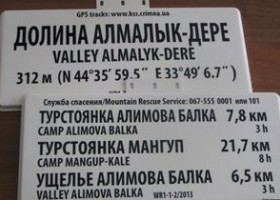 GPS tracks: www.kss.crimea.ua
ДОЛИНА АЛМАЛЫК-ДЕРЕ
VALLEY ALMALYK-DERE
312 м (N 44°35′59.5″ E 33°49′6.7″)
Служба спасения/Mountain Rescue Service: 067-555 0001 или 101
ТУРСТОЯНКА АЛИМОВА БАЛКА 7,8 км
CAMP ALIMOVA BALKA 3 h
ТУРСТОЯНКА МАНГУП 21,7 км
CAMP MANGUP-KALE 8 h
УЩЕЛЬЕ АЛИМОВА БАЛКА 6,5 км
VALLEY ALIMOVA BALKA WR1-1-2/2013 3 h